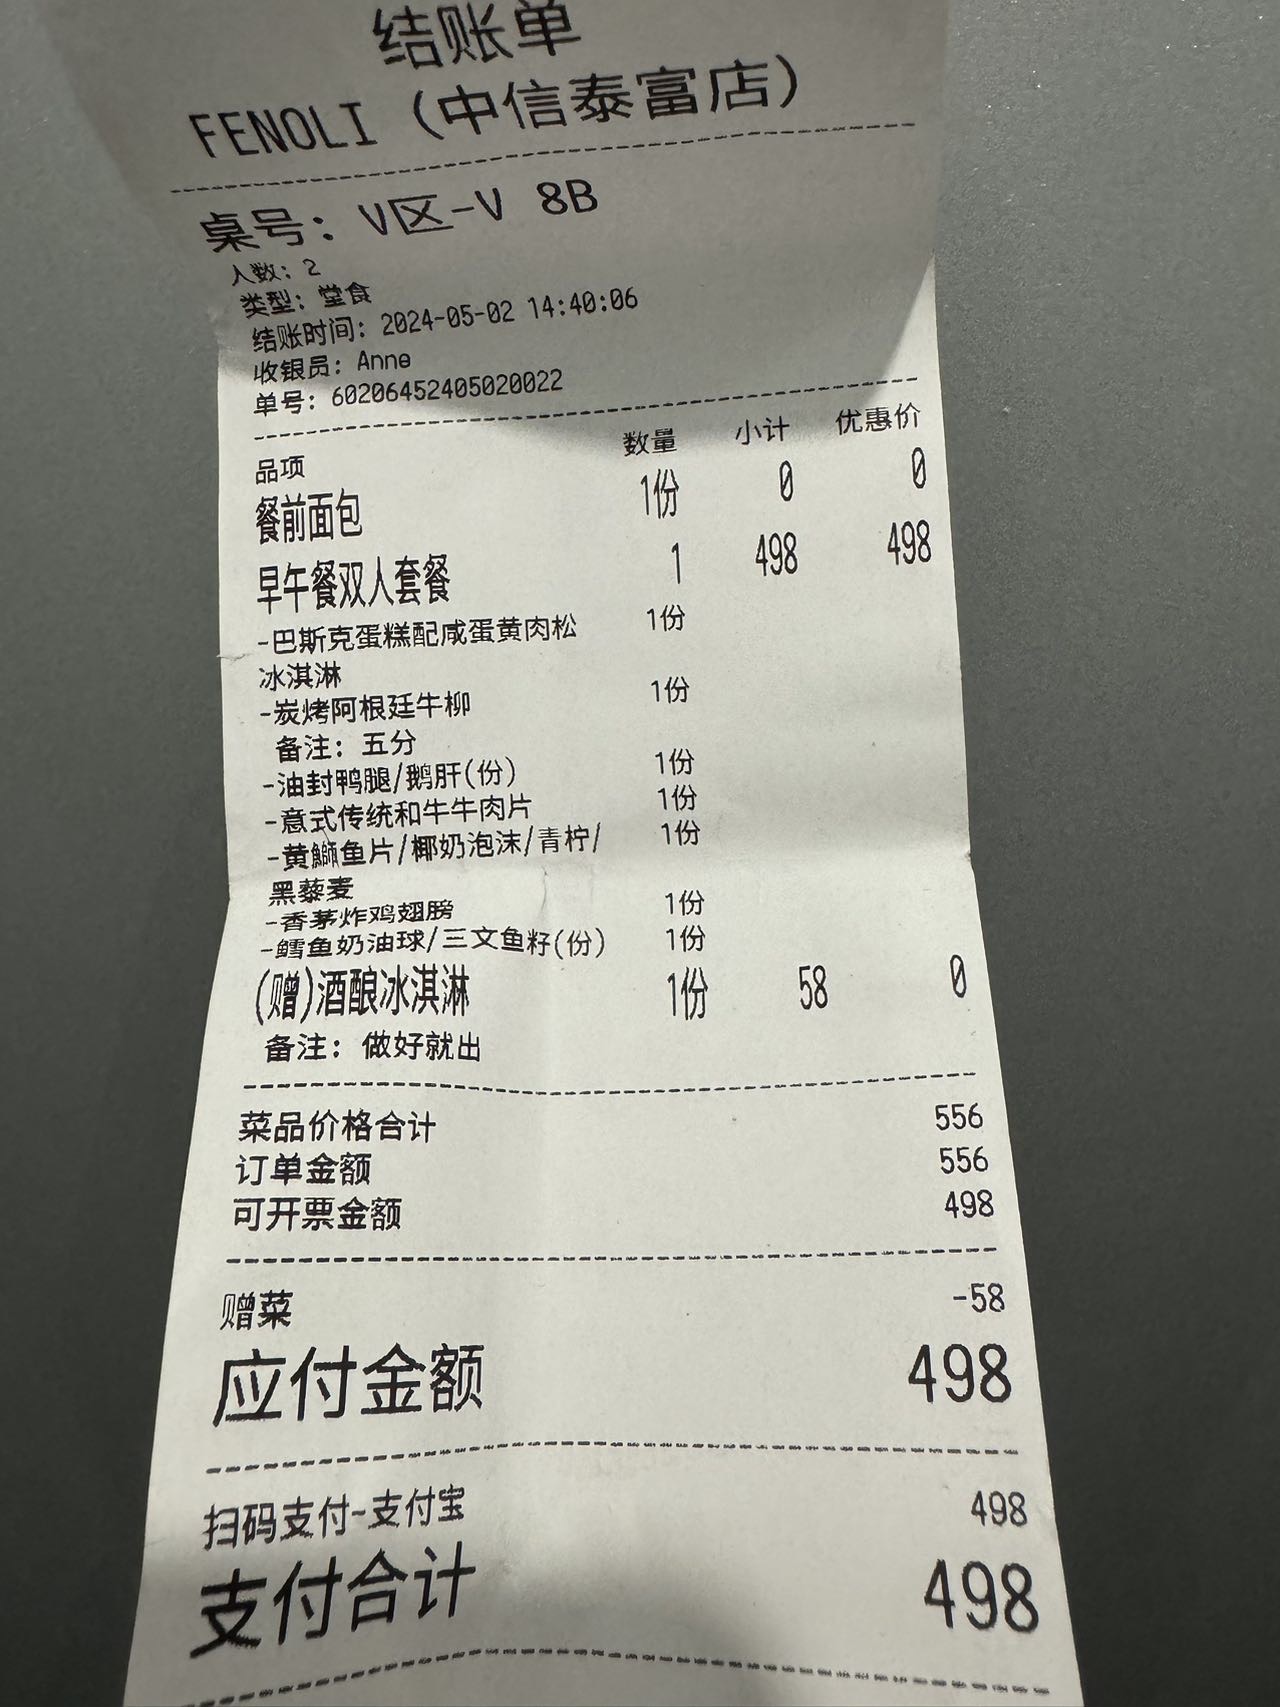 结账单
FENOLI（中信泰富店）
桌号：V区-V 8B
人数：2
类型：堂食
结账时间：2024-05-02 14:40:06
收银员：Anne
单号：60206452405020022
品项 数量 小计 优惠价
餐前面包 1份 0 0
早午餐双人套餐 1 498 498
-巴斯克蛋糕配咸蛋黄肉松 1份
冰淇淋
-炭烤阿根廷牛柳 1份
备注：五分
-油封鸭腿/鹅肝(份) 1份
-意式传统和牛牛肉片 1份
-黄鰤鱼片/椰奶泡沫/青柠/ 1份
黑藜麦
-香茅炸鸡翅膀 1份
-鳕鱼奶油球/三文鱼籽(份) 1份
(赠)酒酿冰淇淋 1份 58 0
备注：做好就出
菜品价格合计 556
订单金额 556
可开票金额 498
赠菜 -58
应付金额 498
扫码支付-支付宝 498
支付合计 498